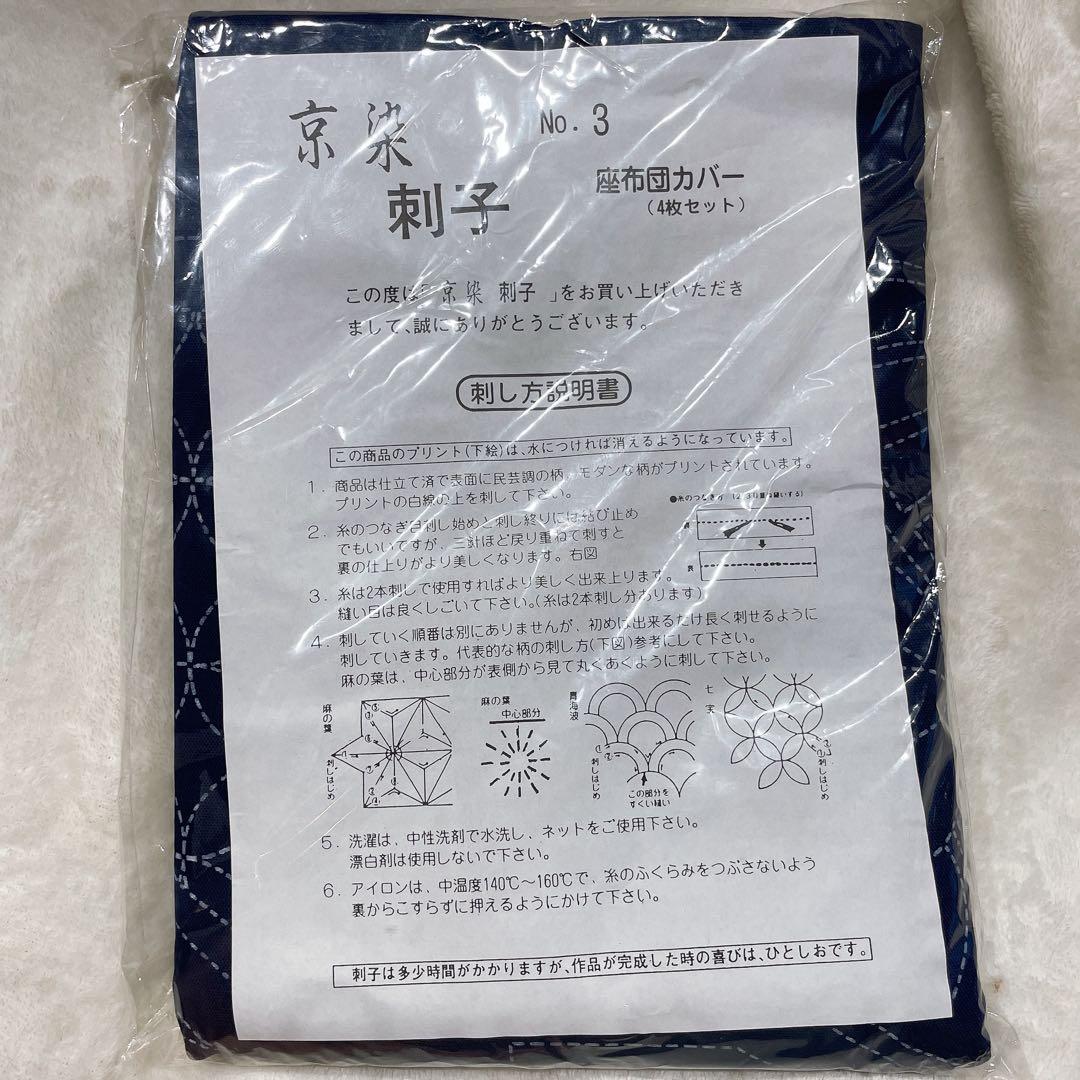 京染 No. 3
刺子
座布団カバー
(4枚セット)
この度は「京染 刺子」をお買い上げいただき
まして、誠にありがとうございます。
刺し方説明書
この商品のプリント(下絵)は、水につければ消えるようになっています。
1. 商品は仕立て済で表面に民芸調の柄、モダンな柄がプリントされています。
プリントの白線の上を刺して下さい。
2. 糸のつなぎ目刺し始めと刺し終りには結び止め
でもいいですが、三針ほど戻り重ねて刺すと
裏の仕上りがより美しくなります。右図
●糸のつなぎ方
表
裏
3. 糸は2本刺しで使用すればより美しく出来上ります。
縫い目は良くしごいて下さい。(糸は2本刺し分あります)
4. 刺していく順番は別にありませんが、初めは出来るだけ長く刺せるように
刺していきます。代表的な柄の刺し方(下図)参考にして下さい。
麻の葉は、中心部分が表側から見て丸くあくように刺して下さい。
麻の葉
刺しはじめ
麻の葉
中心部分
青海波
刺しはじめ
この部分を
すくい縫い
七宝
刺しはじめ
5. 洗濯は、中性洗剤で水洗し、ネットをご使用下さい。
漂白剤は使用しないで下さい。
6. アイロンは、中温度140℃〜160℃で、糸のふくらみをつぶさないよう
裏からこすらずに押えるようにかけて下さい。
刺子は多少時間がかかりますが、作品が完成した時の喜びは、ひとしおです。